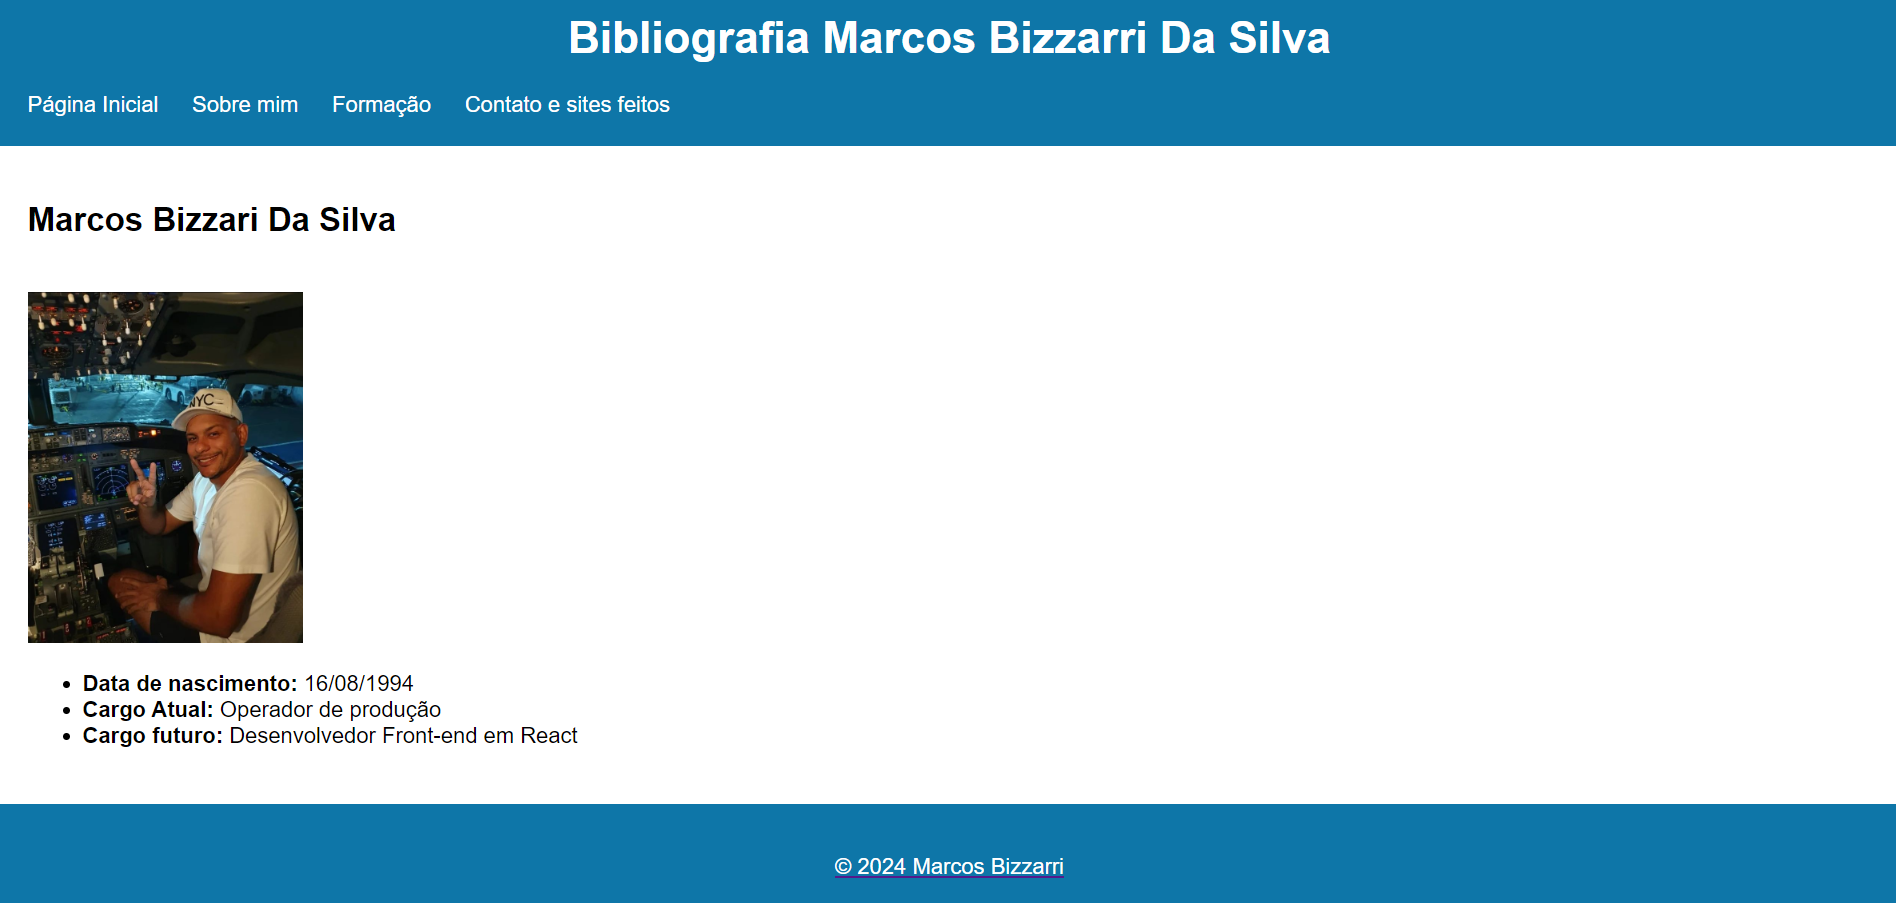 Bibliografia Marcos Bizzarri Da Silva
Página Inicial Sobre mim Formação Contato e sites feitos
Marcos Bizzari Da Silva
NYC
Data de nascimento: 16/08/1994
Cargo Atual: Operador de produção
Cargo futuro: Desenvolvedor Front-end em React
© 2024 Marcos Bizzarri